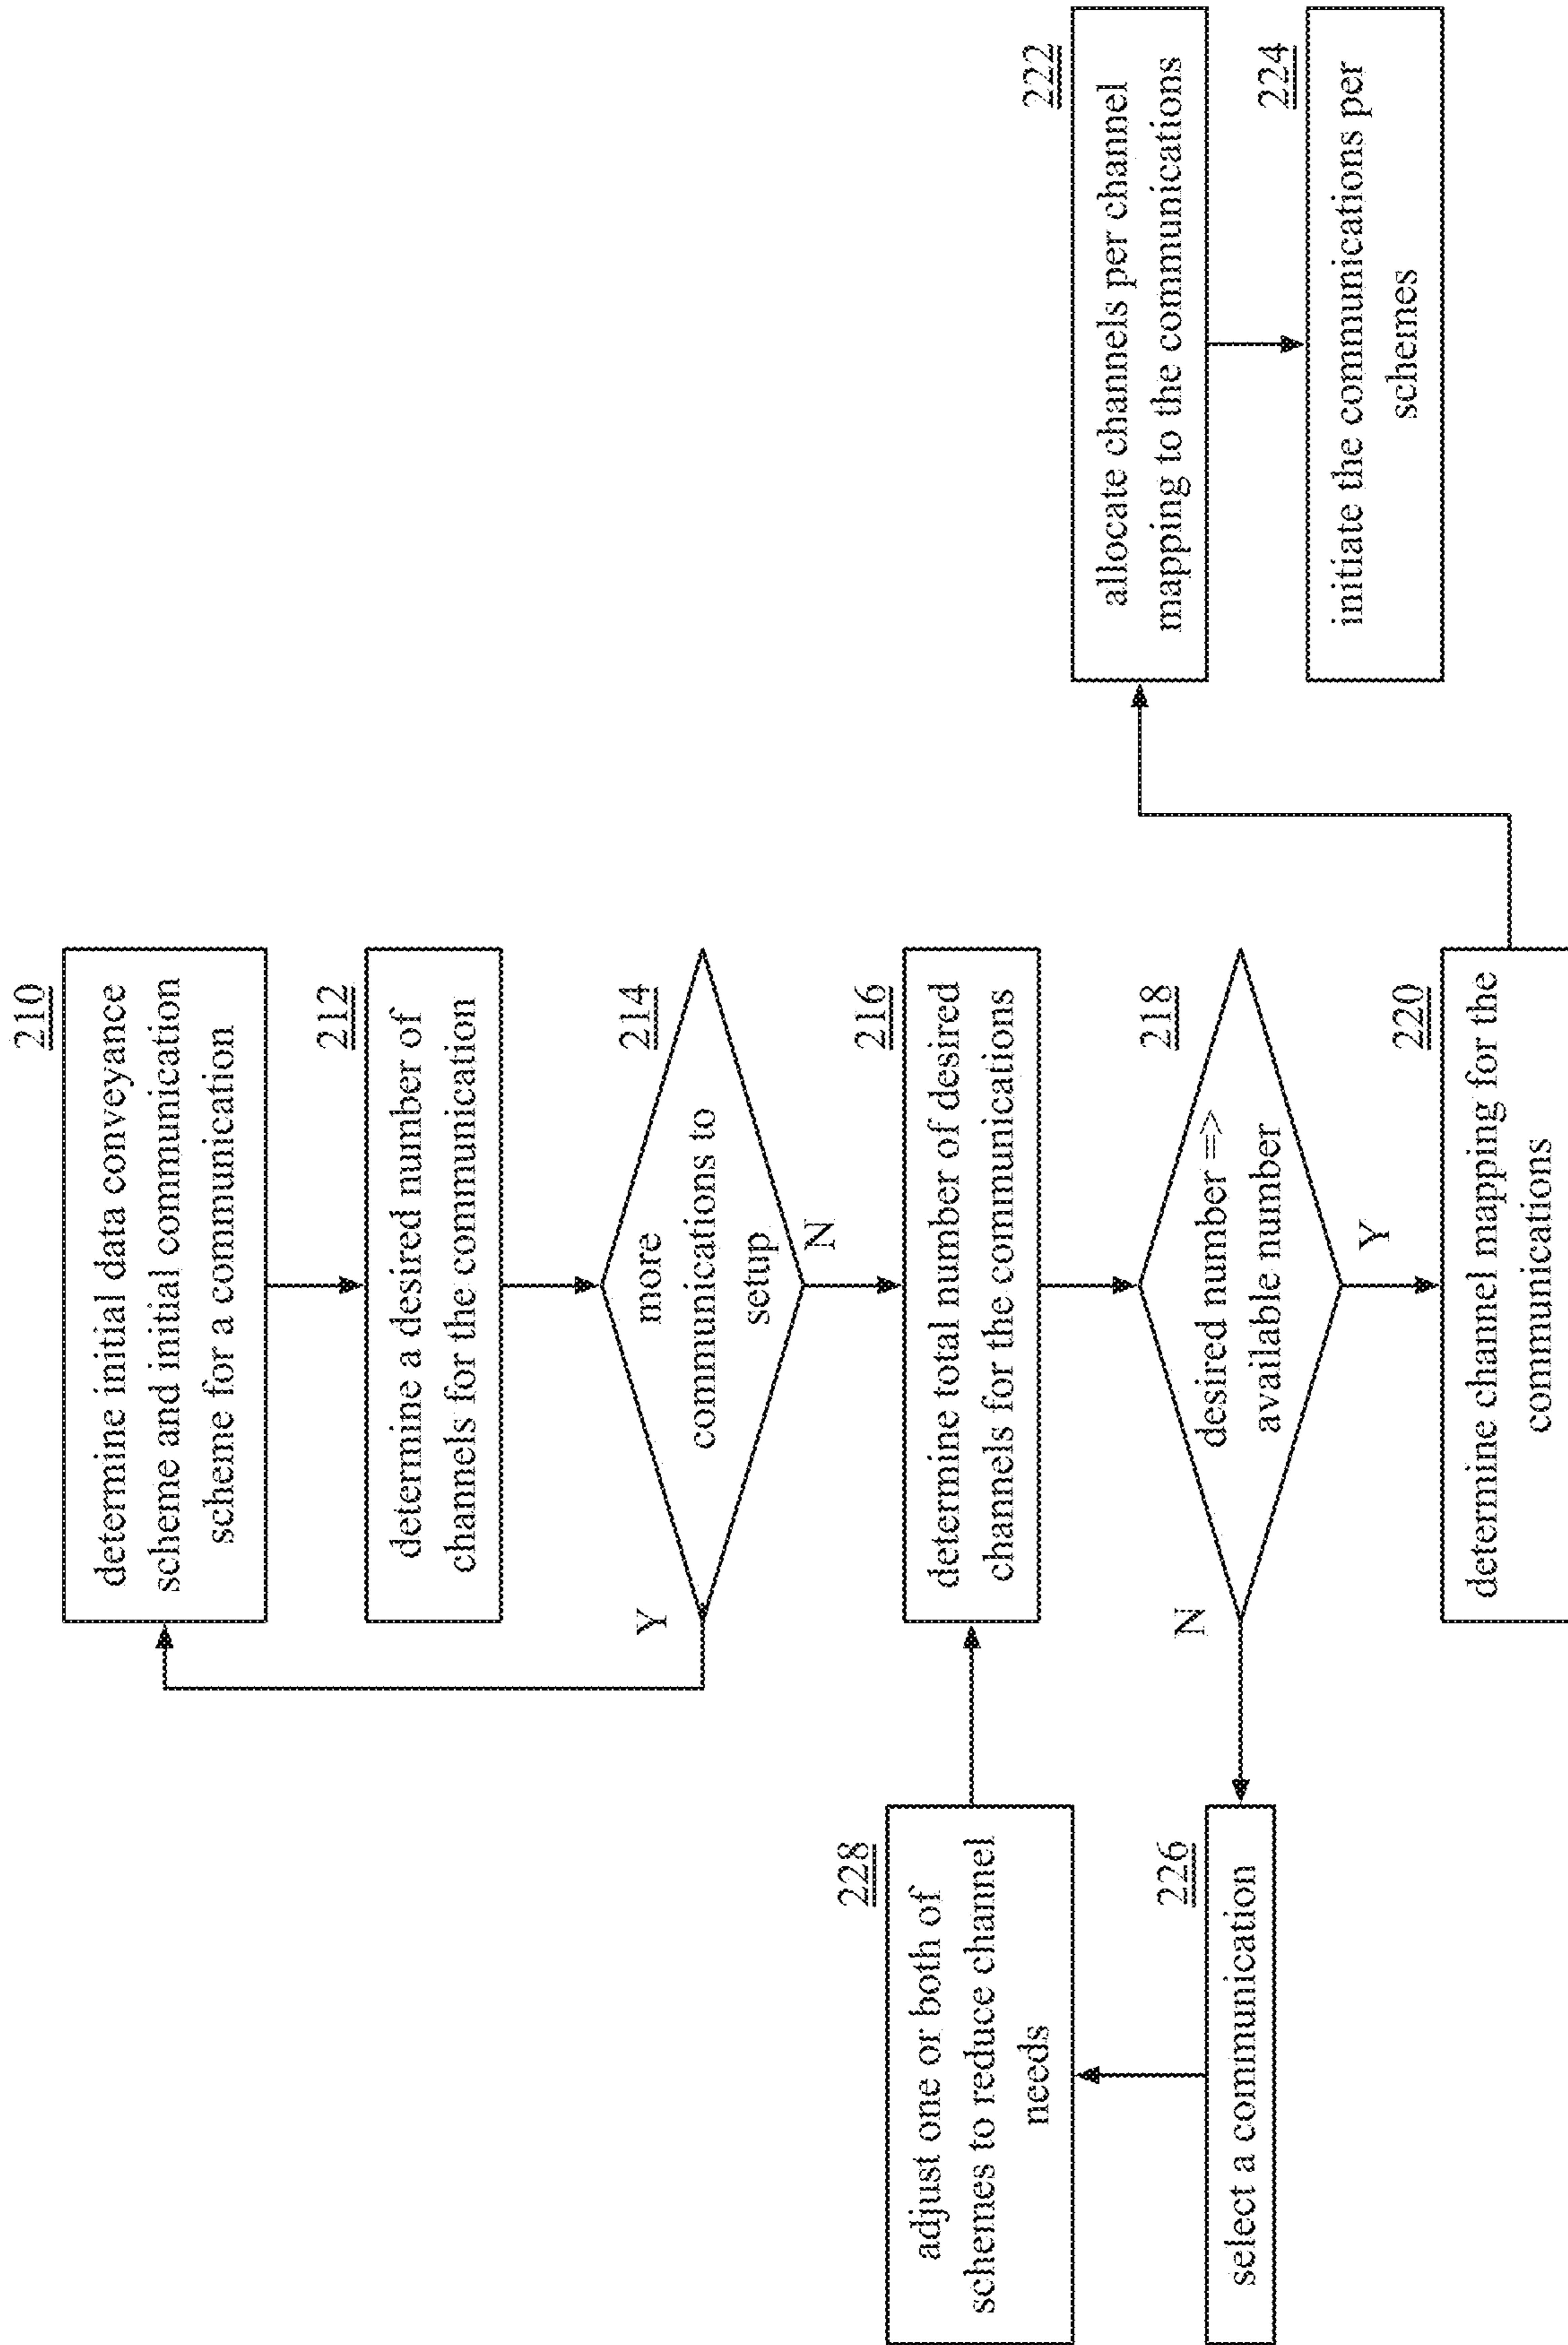 210
determine initial data conveyance
scheme and initial communication
scheme for a communication
212
determine a desired number of
channels for the communication
214
more
communications to
setup
Y
N
216
determine total number of desired
channels for the communications
218
desired number =>
available number
N
Y
220
determine channel mapping for the
communications
222
allocate channels per channel
mapping to the communications
224
initiate the communications per
schemes
228
adjust one or both of
schemes to reduce channel
needs
226
select a communication